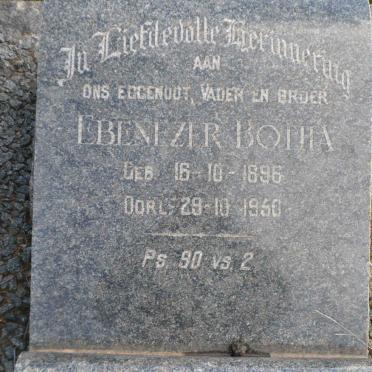 In Liefdevolle Herinnering
AAN
ONS EGGENOOT, VADER EN BROER
EBENEZER BOTHA
GEB. 16-10-1896
OORL. 29-10-1950
Ps. 90 vs. 2